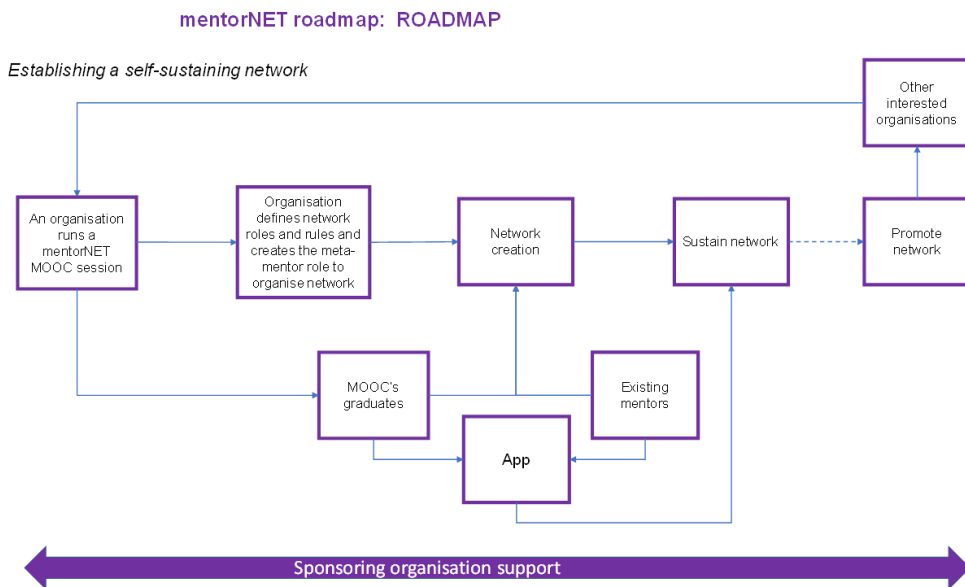 mentorNET roadmap: ROADMAP
Establishing a self-sustaining network
Other
interested
organisations
An organisation
runs a
mentorNET
MOOC session
Organisation
defines network
roles and rules and
creates the meta-
mentor role to
organise network
Network
creation
Sustain network
Promote
network
MOOC's
graduates
Existing
mentors
App
Sponsoring organisation support